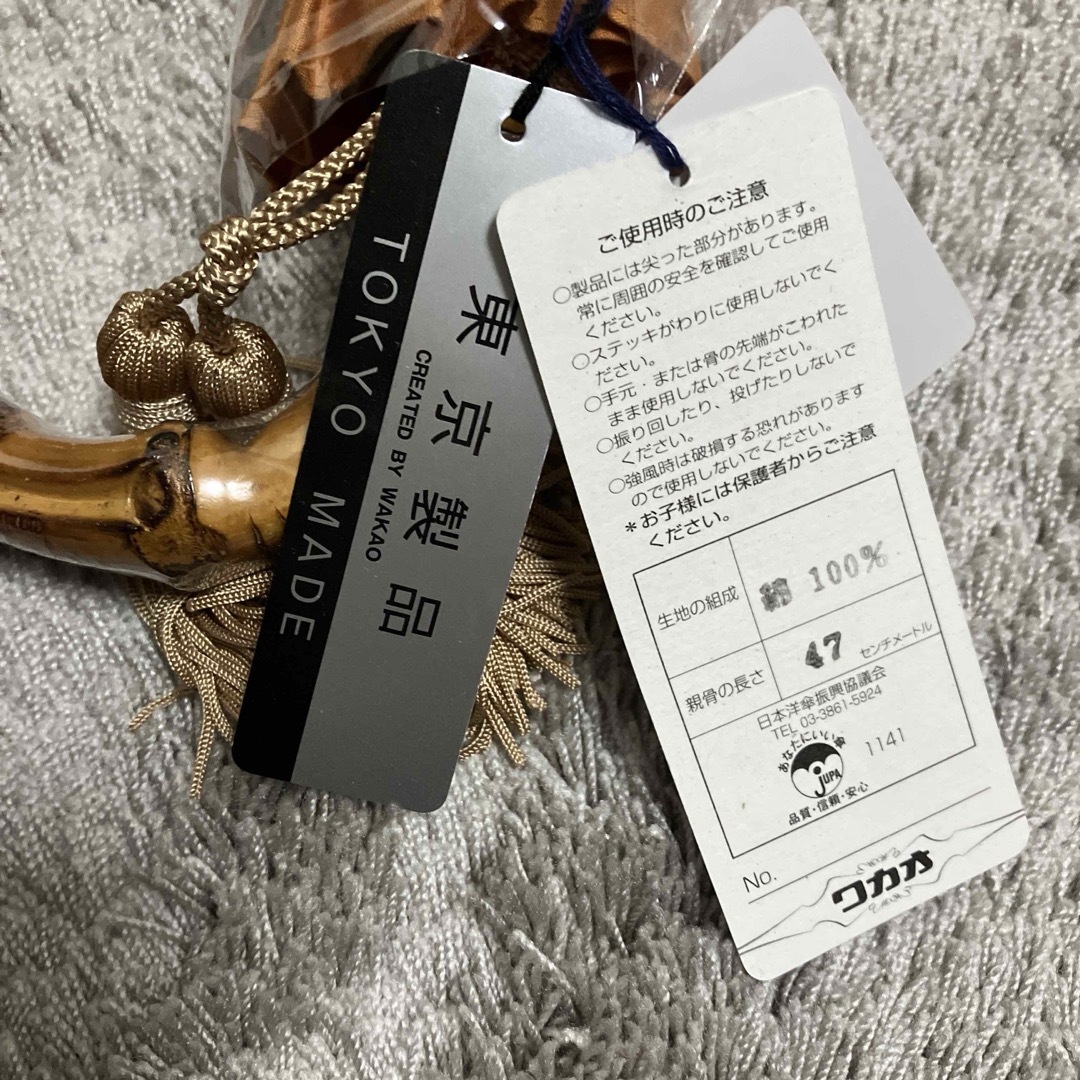 TOKYO MADE
東京製品
CREATED BY WAKAO
ご使用時のご注意
○製品には尖った部分があります。
常に周囲の安全を確認してご使用
ください。
○ステッキがわりに使用しないでく
ださい。
○手元・または骨の先端がこわれた
まま使用しないでください。
○振り回したり、投げたりしないで
ください。
○強風時は破損する恐れがあります
ので使用しないでください。
＊お子様には保護者からご注意
ください。
生地の組成 綿 100%
親骨の長さ 47 センチメートル
日本洋傘振興協議会
TEL 03-3861-5924
あなたにいい傘
JUPA
1141
品質・信頼・安心
No.
ワカオ